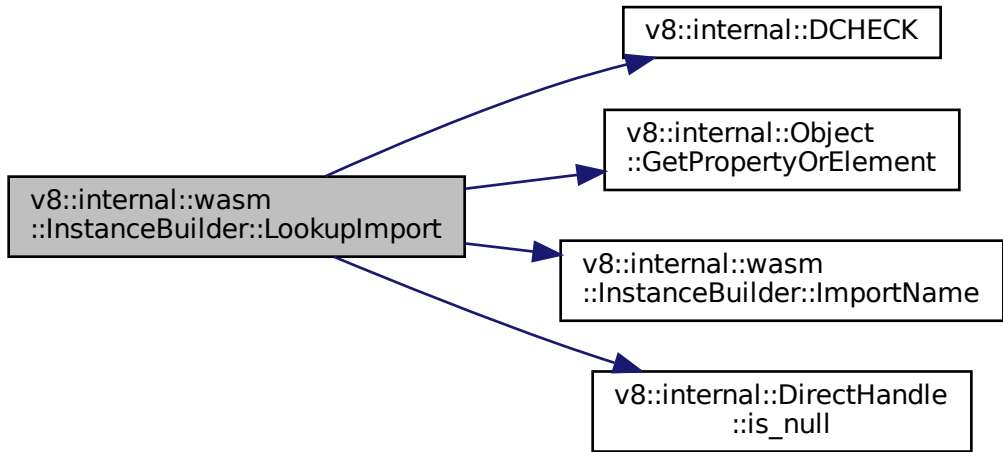 v8::internal::wasm
::InstanceBuilder::LookupImport
v8::internal::DCHECK
v8::internal::Object
::GetPropertyOrElement
v8::internal::wasm
::InstanceBuilder::ImportName
v8::internal::DirectHandle
::is_null